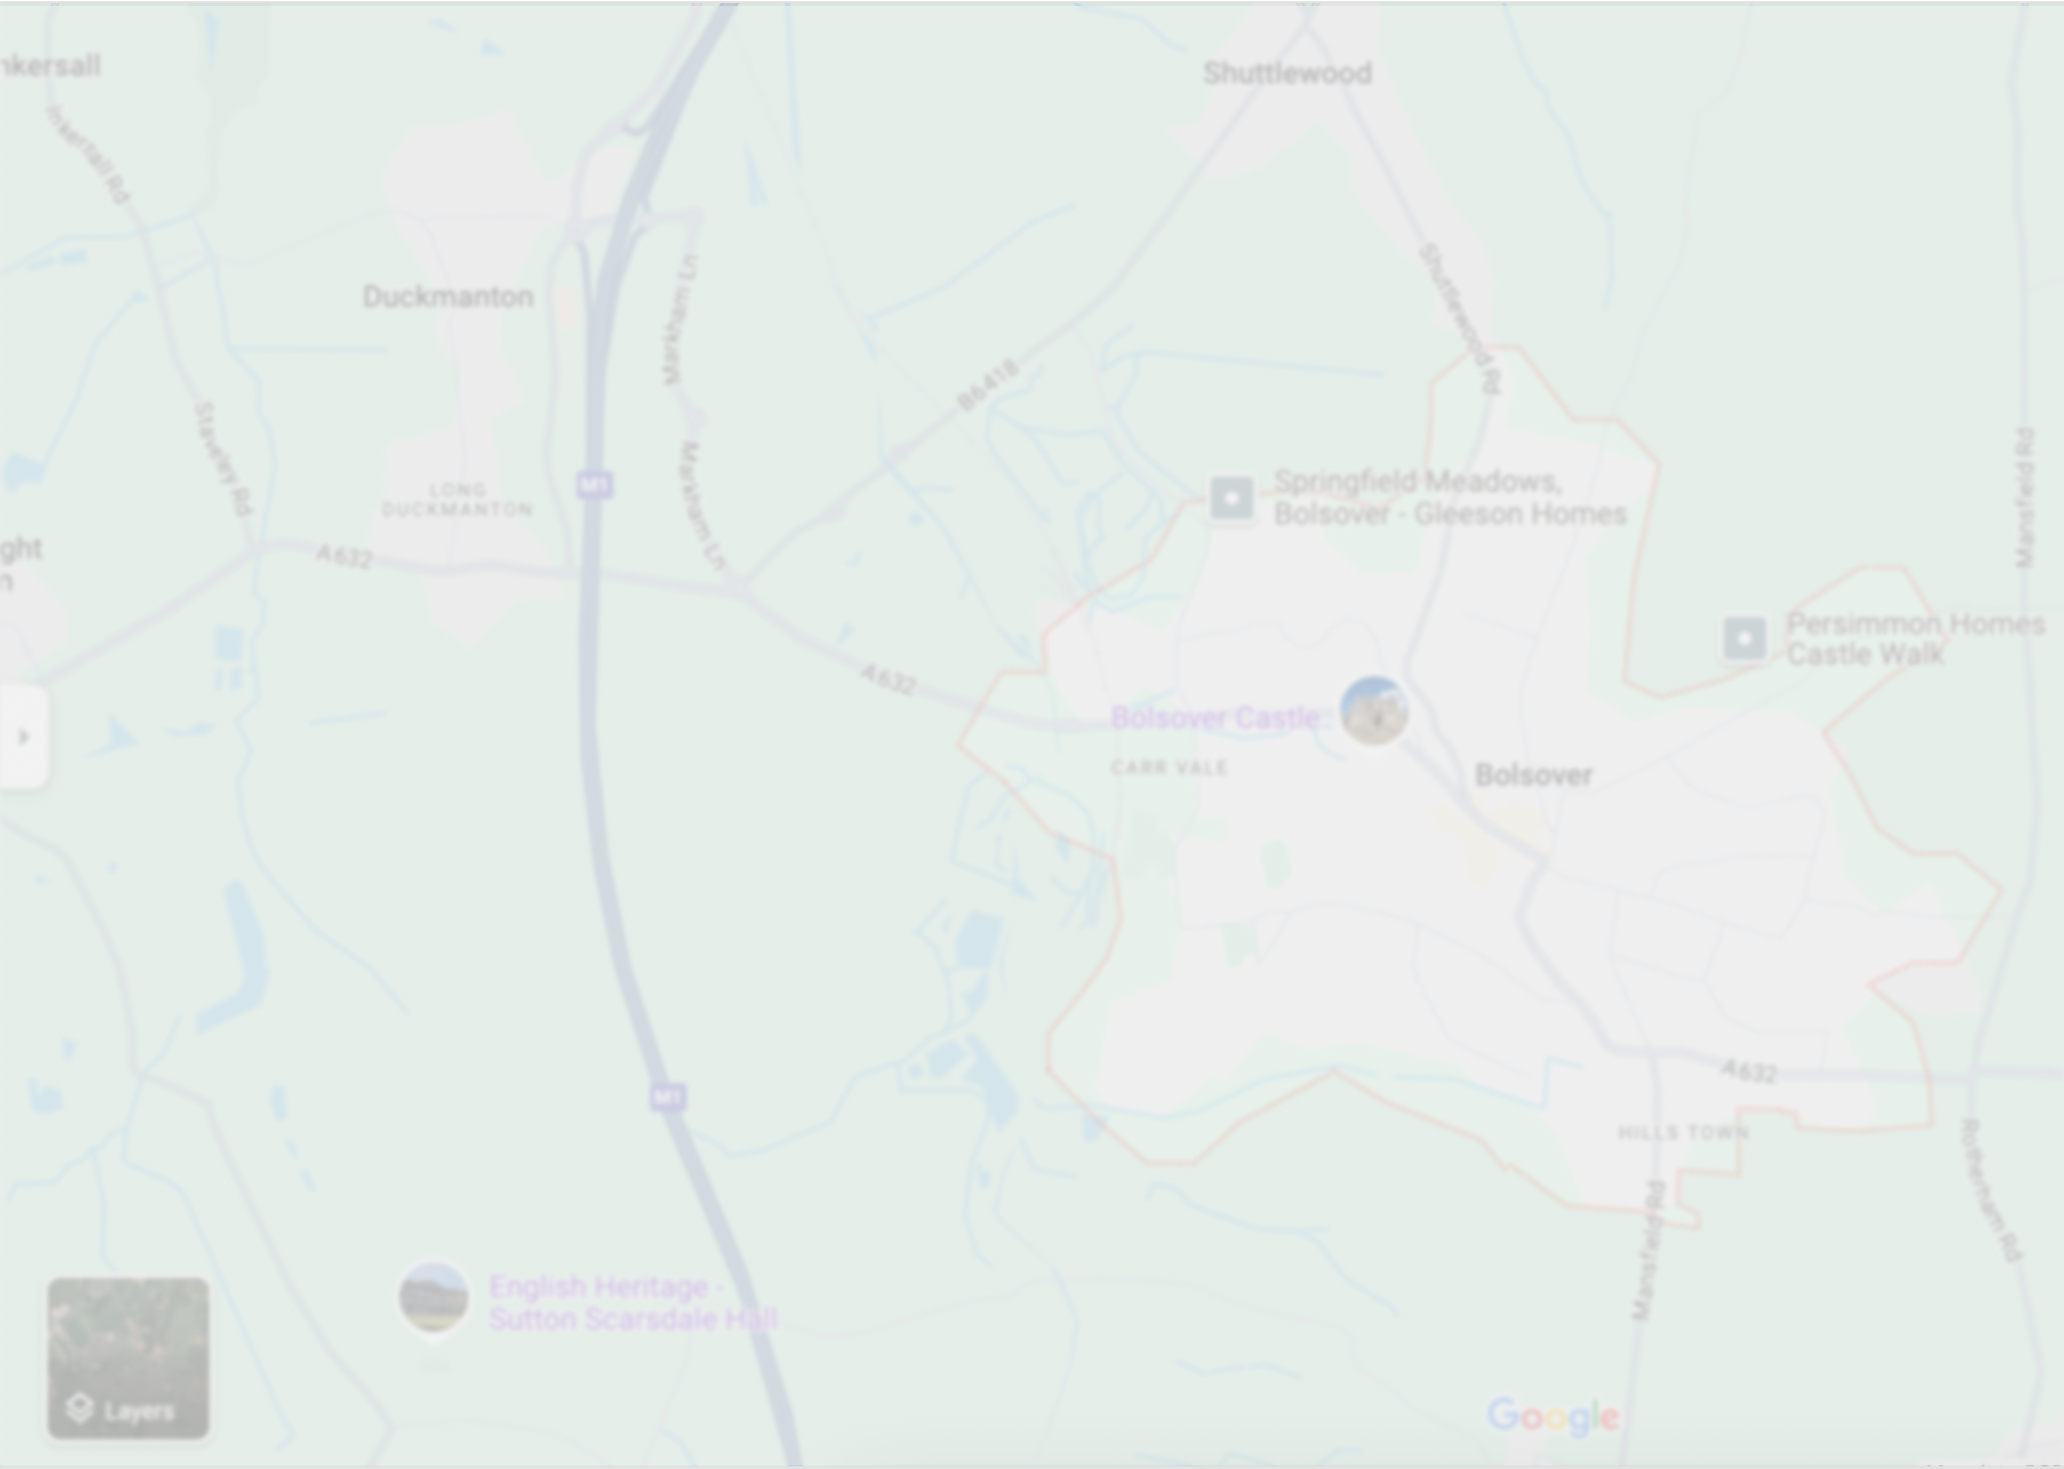 nkersall
Shuttlewood
Inkersall Rd
Duckmanton
Markham Ln
Shuttlewood Rd
B6418
Staveley Rd
LONG
DUCKMANTON
M1
Markham Ln
Springfield Meadows,
Bolsover - Gleeson Homes
Mansfield Rd
ght
n
A632
Persimmon Homes
Castle Walk
A632
Bolsover Castle
CARR VALE
Bolsover
A632
M1
HILLS TOWN
Mansfield Rd
Rotherham Rd
English Heritage -
Sutton Scarsdale Hall
Layers
Google